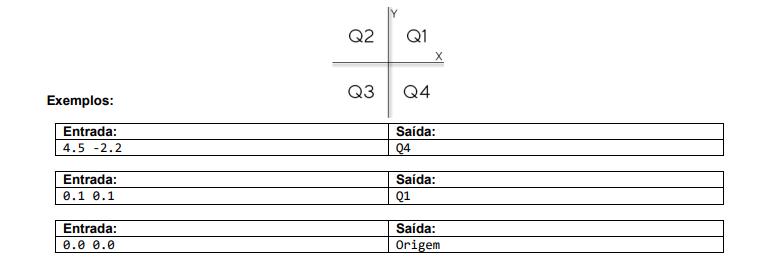 Y
Q2 Q1
X
Q3 Q4
Exemplos:
Entrada: Saída:
4.5 -2.2 Q4
Entrada: Saída:
0.1 0.1 Q1
Entrada: Saída:
0.0 0.0 Origem